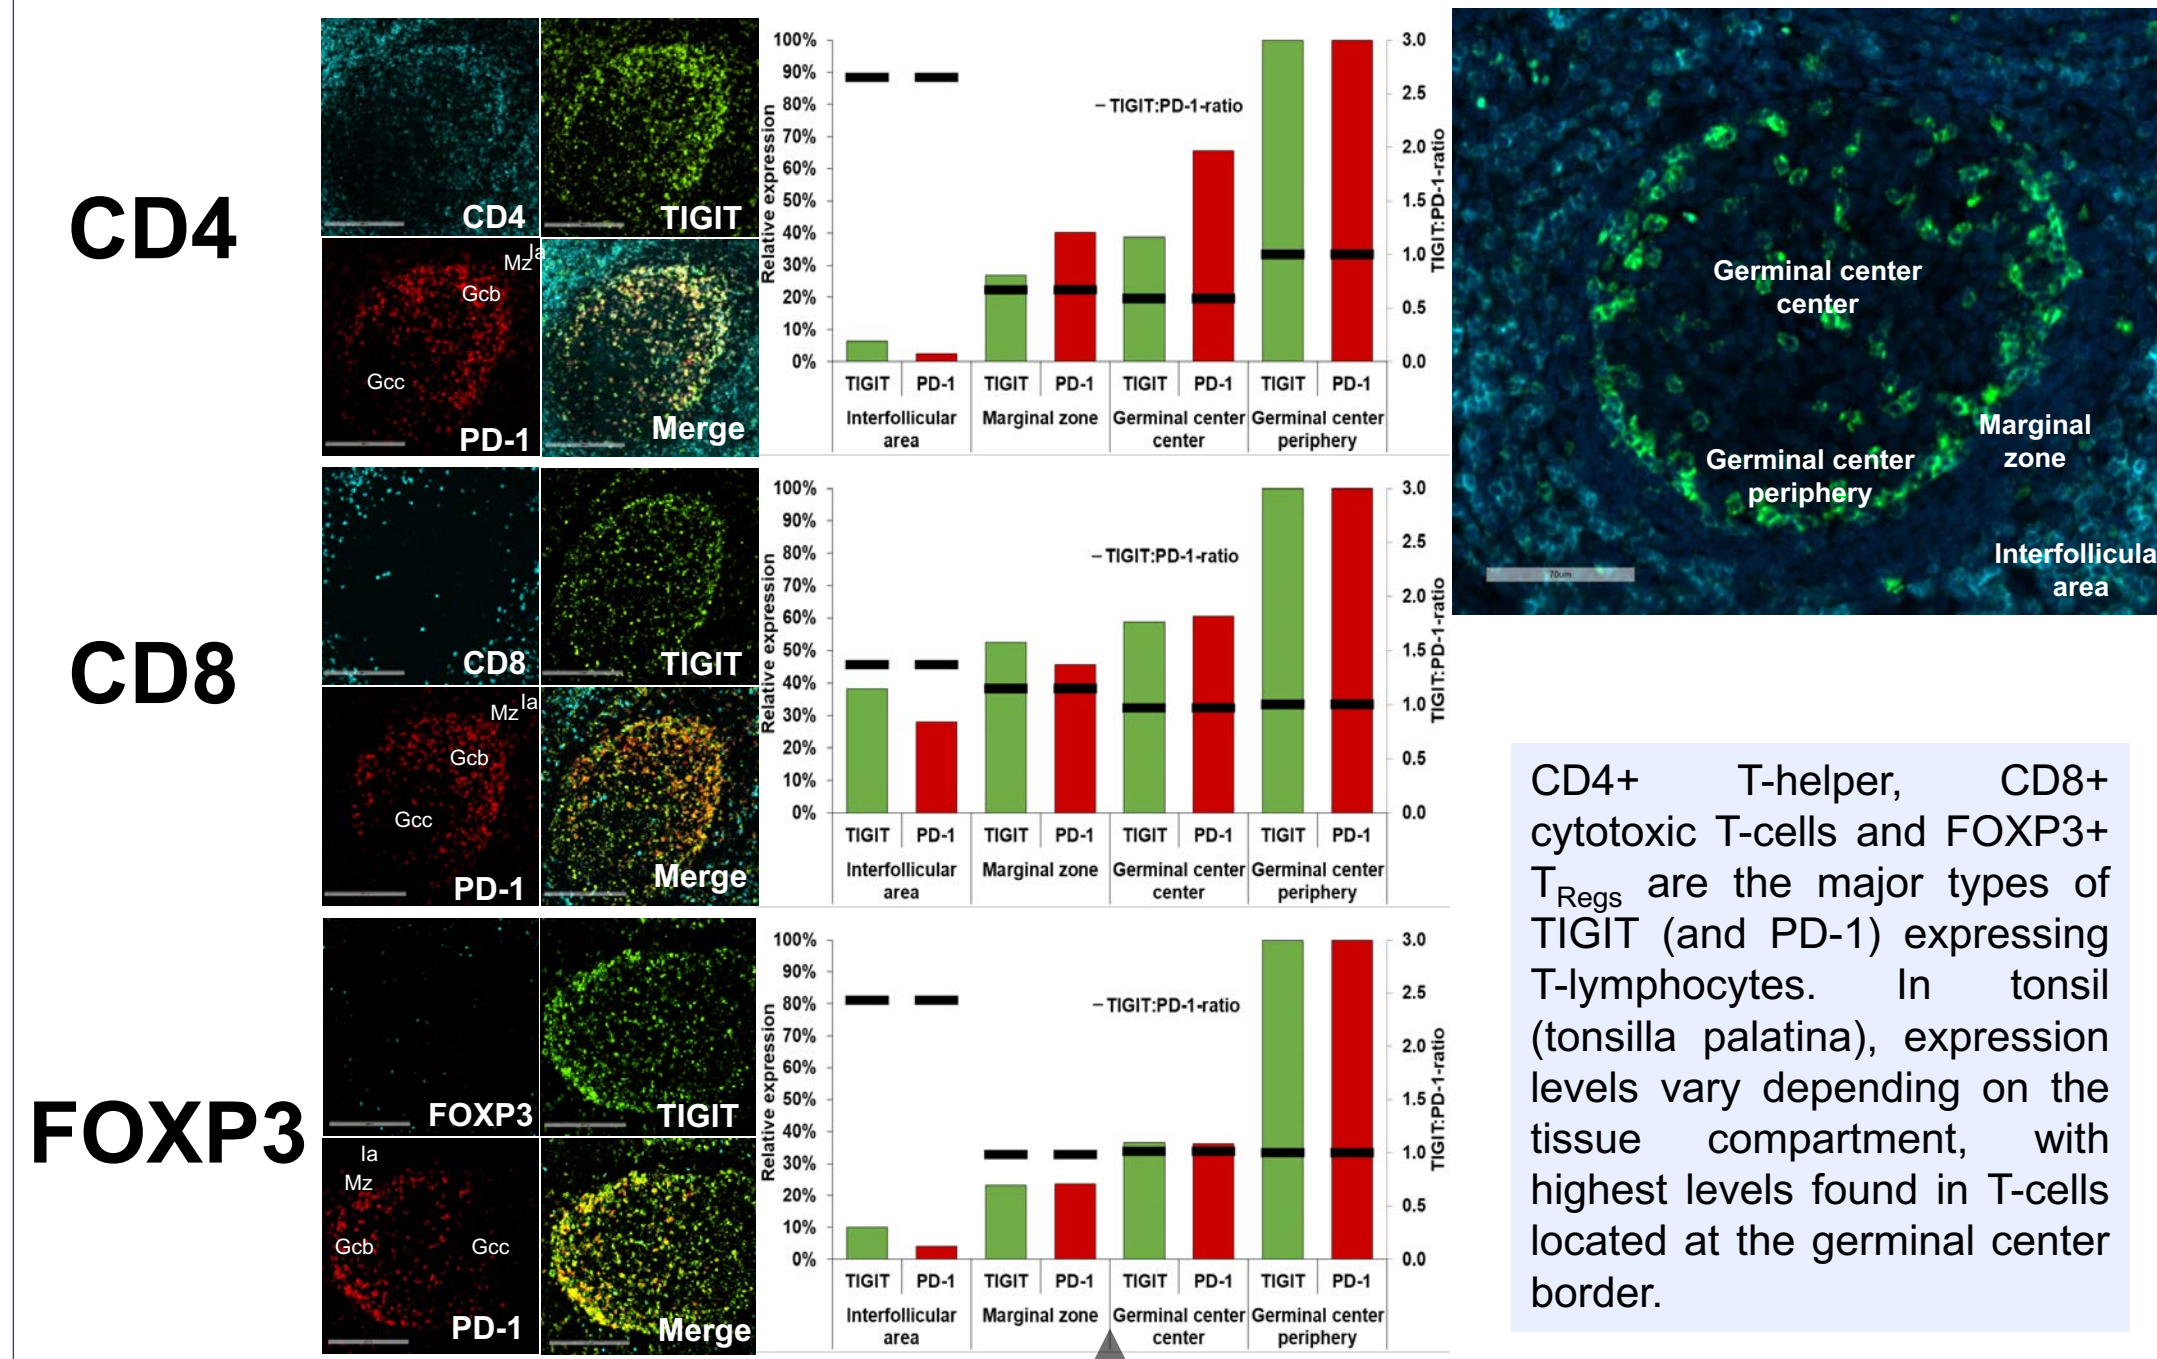 CD4
CD4
TIGIT
Mz
Ia
Gcb
Gcc
PD-1
Merge
Relative expression
100%
90%
80%
70%
60%
50%
40%
30%
20%
10%
0%
TIGIT:PD-1-ratio
3.0
2.5
2.0
1.5
1.0
0.5
0.0
TIGIT:PD-1-ratio
TIGIT PD-1 TIGIT PD-1 TIGIT PD-1 TIGIT PD-1
Interfollicular Marginal zone Germinal center Germinal center
area center periphery
Germinal center
center
Germinal center
periphery
Marginal
zone
Interfollicula
area
70um
CD8
CD8
TIGIT
Mz
Ia
Gcb
Gcc
PD-1
Merge
Relative expression
100%
90%
80%
70%
60%
50%
40%
30%
20%
10%
0%
TIGIT:PD-1-ratio
3.0
2.5
2.0
1.5
1.0
0.5
0.0
TIGIT:PD-1-ratio
TIGIT PD-1 TIGIT PD-1 TIGIT PD-1 TIGIT PD-1
Interfollicular Marginal zone Germinal center Germinal center
area center periphery
FOXP3
FOXP3
TIGIT
Ia
Mz
Gcb
Gcc
PD-1
Merge
Relative expression
100%
90%
80%
70%
60%
50%
40%
30%
20%
10%
0%
TIGIT:PD-1-ratio
3.0
2.5
2.0
1.5
1.0
0.5
0.0
TIGIT:PD-1-ratio
TIGIT PD-1 TIGIT PD-1 TIGIT PD-1 TIGIT PD-1
Interfollicular Marginal zone Germinal center Germinal center
area center periphery
CD4+ T-helper, CD8+
cytotoxic T-cells and FOXP3+
TRegs are the major types of
TIGIT (and PD-1) expressing
T-lymphocytes. In tonsil
(tonsilla palatina), expression
levels vary depending on the
tissue compartment, with
highest levels found in T-cells
located at the germinal center
border.